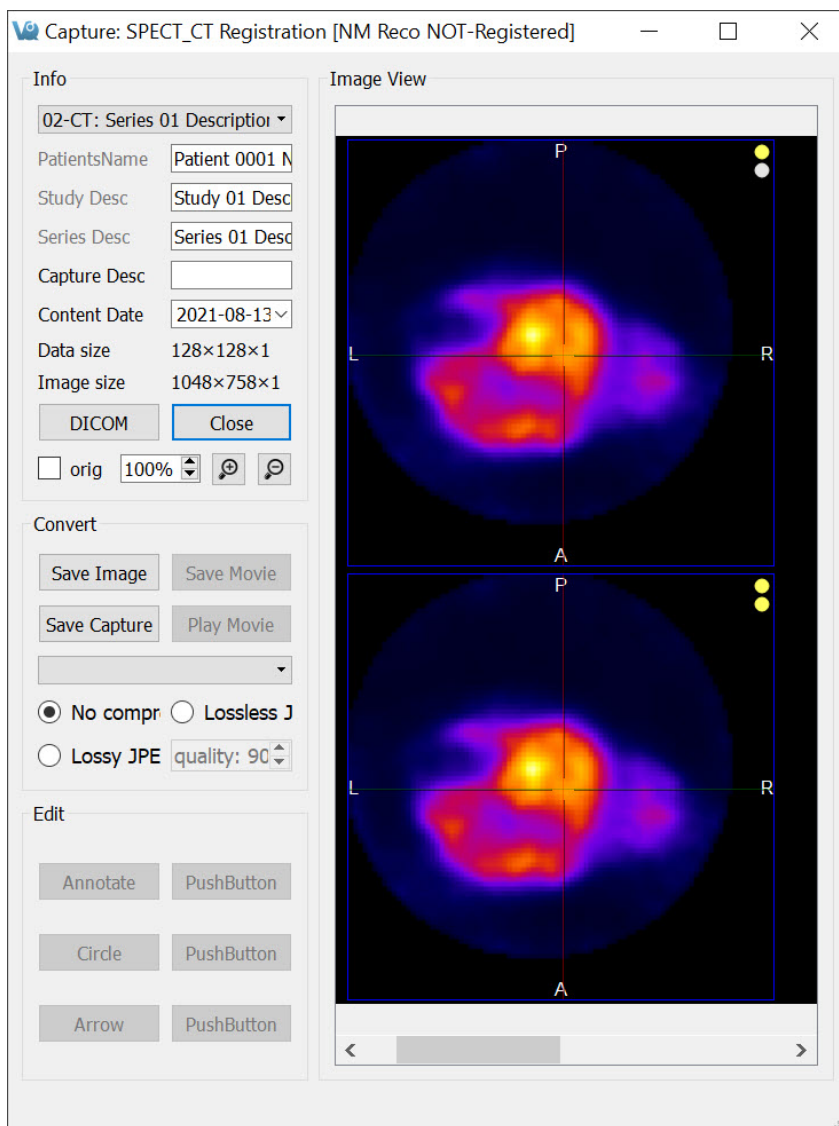 Capture: SPECT_CT Registration [NM Reco NOT-Registered]
Info
02-CT: Series 01 Description
PatientsName Patient 0001 N
Study Desc Study 01 Desc
Series Desc Series 01 Desc
Capture Desc
Content Date 2021-08-13
Data size 128×128×1
Image size 1048×758×1
DICOM Close
orig 100%
Convert
Save Image Save Movie
Save Capture Play Movie
No compr Lossless J
Lossy JPE quality: 90
Edit
Annotate PushButton
Circle PushButton
Arrow PushButton
Image View
P
L R
A
P
L R
A